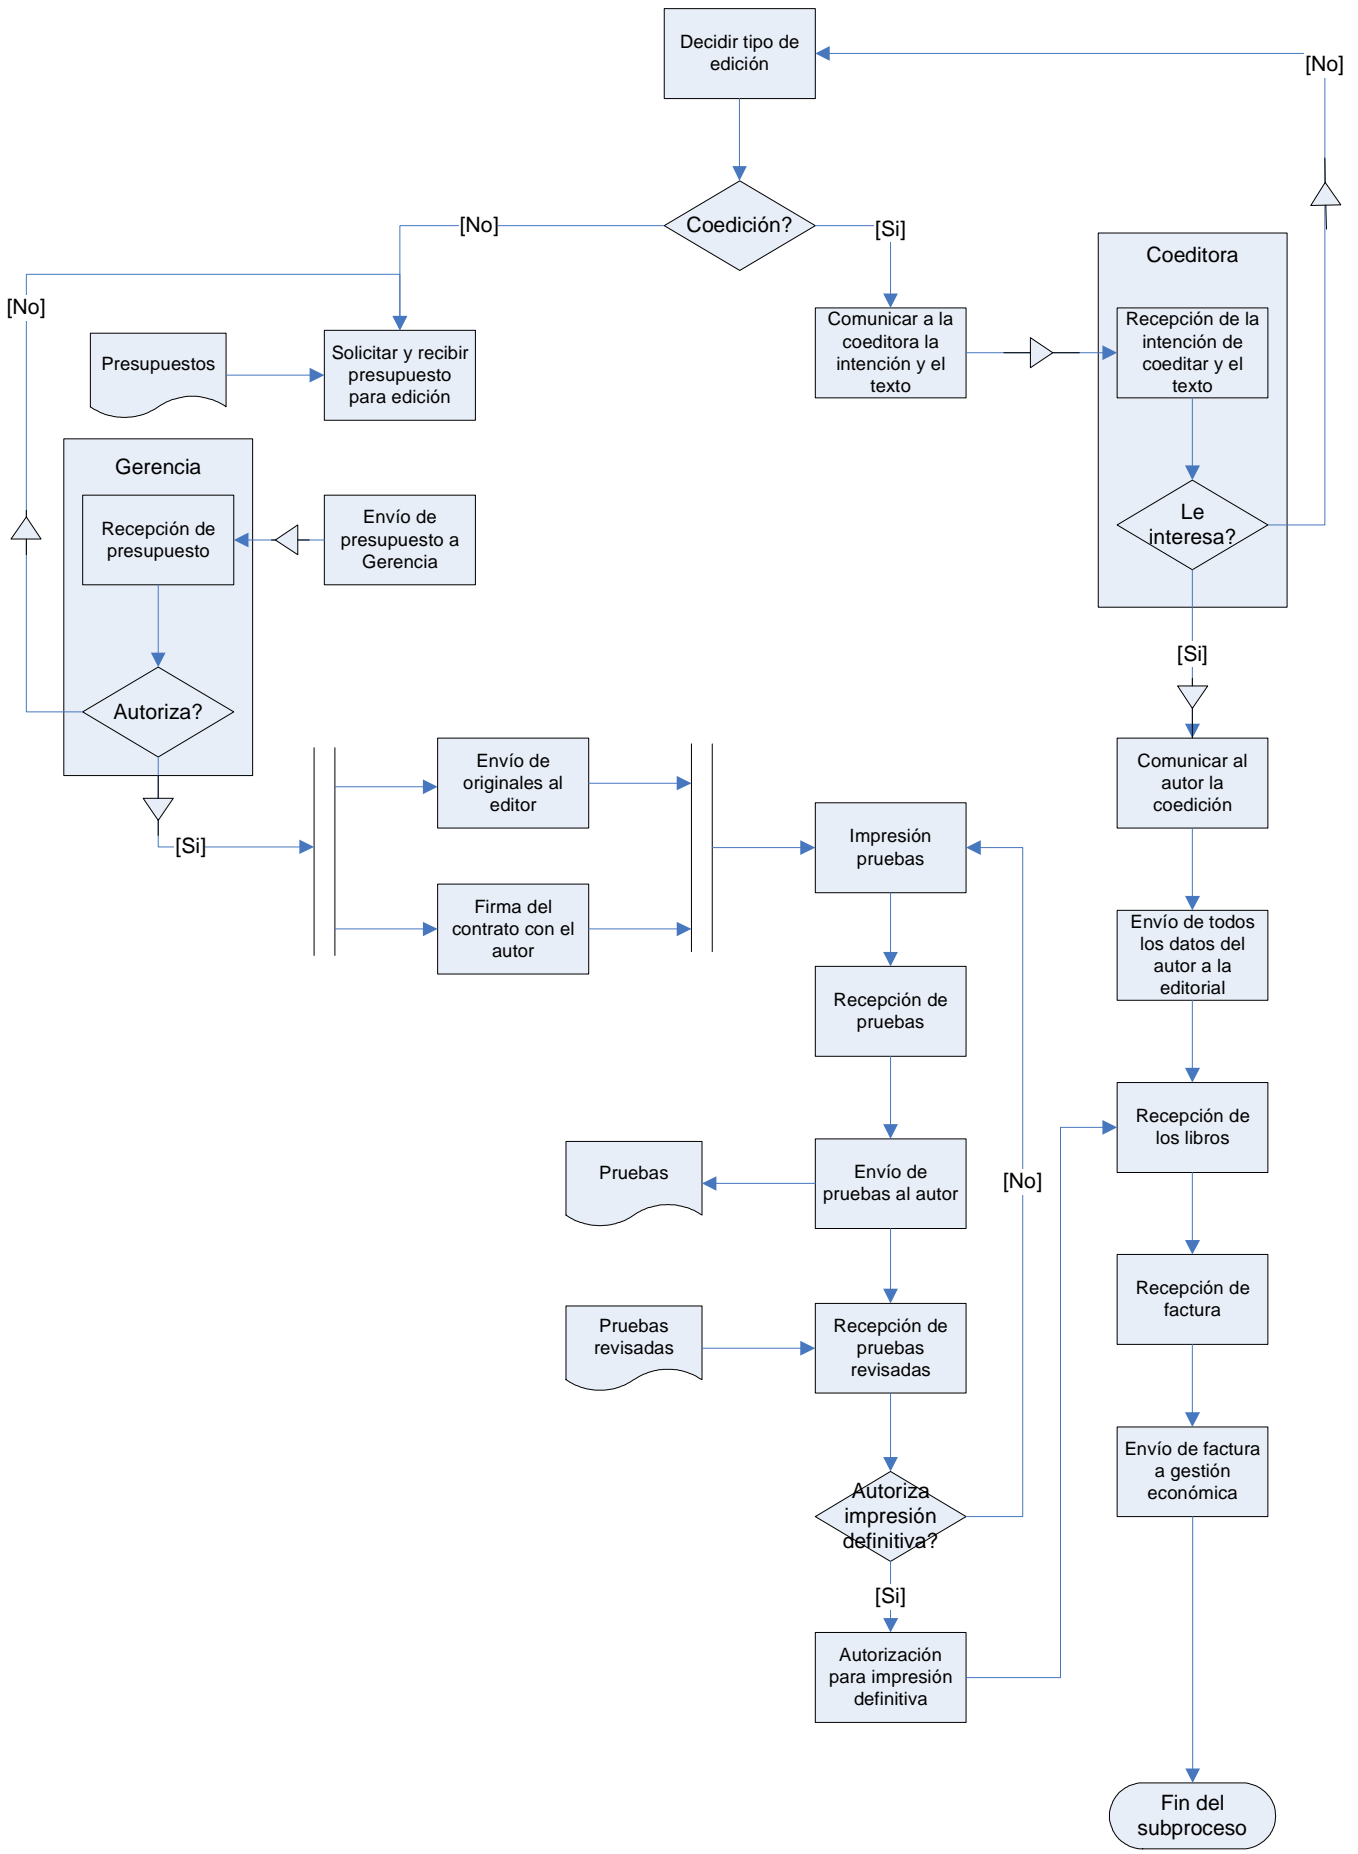 Decidir tipo de
edición
[No]
Coedición?
[No]
[Si]
Coeditora
[No]
Presupuestos
Solicitar y recibir
presupuesto
para edición
Comunicar a la
coeditora la
intención y el
texto
Recepción de la
intención de
coeditar y el
texto
Gerencia
Recepción de
presupuesto
Envío de
presupuesto a
Gerencia
Le
interesa?
[Si]
Autoriza?
[Si]
Envío de
originales al
editor
Firma del
contrato con el
autor
Impresión
pruebas
Comunicar al
autor la
coedición
Recepción de
pruebas
Envío de todos
los datos del
autor a la
editorial
Pruebas
Envío de
pruebas al autor
[No]
Recepción de
los libros
Pruebas
revisadas
Recepción de
pruebas
revisadas
Recepción de
factura
Autoriza
impresión
definitiva?
[Si]
Envío de factura
a gestión
económica
Autorización
para impresión
definitiva
Fin del
subproceso